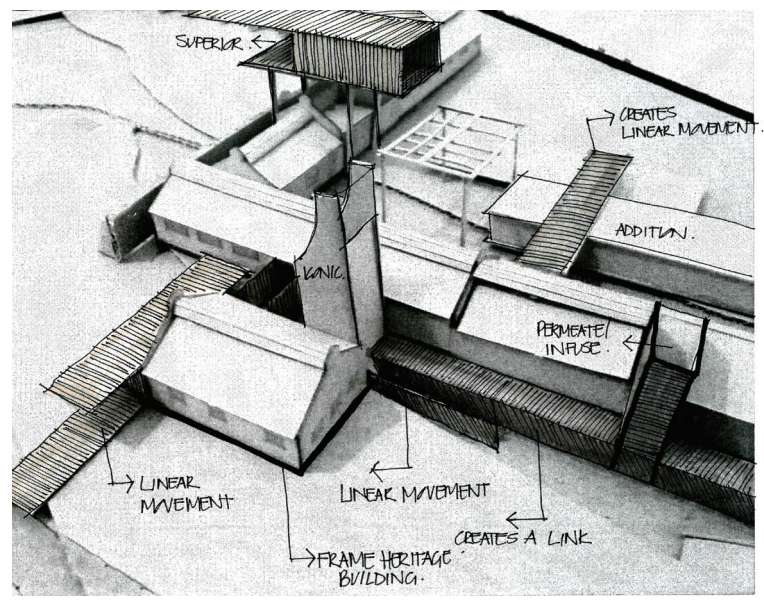 SUPERIOR.
CREATES
LINEAR MOVEMENT.
ADDITION.
ICONIC.
PERMEATE/
INFUSE.
LINEAR
MOVEMENT
LINEAR MOVEMENT
CREATES A LINK
FRAME HERITAGE
BUILDING.